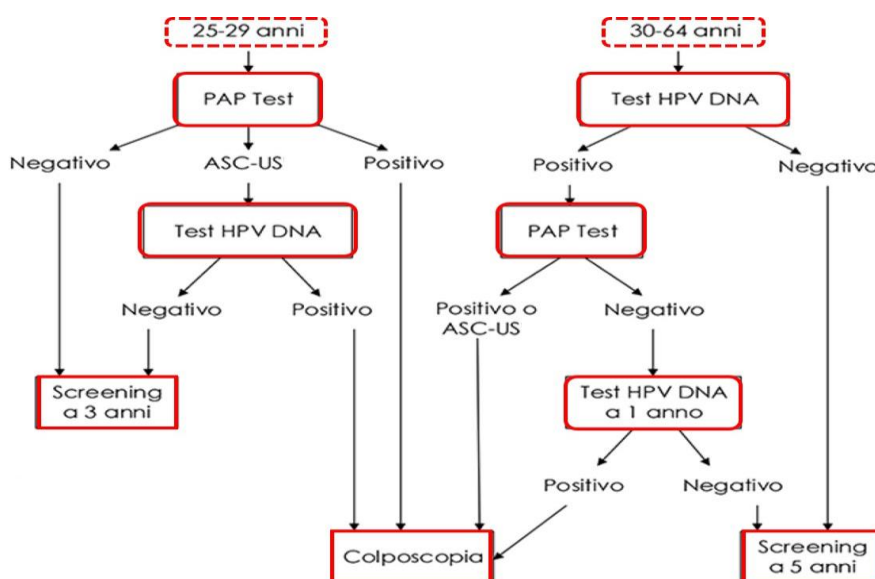 25-29 anni
30-64 anni
PAP Test
Test HPV DNA
Negativo
ASC-US
Positivo
Positivo
Negativo
Test HPV DNA
PAP Test
Negativo
Positivo
Positivo o
ASC-US
Negativo
Screening
a 3 anni
Test HPV DNA
a 1 anno
Positivo
Negativo
Colposcopia
Screening
a 5 anni